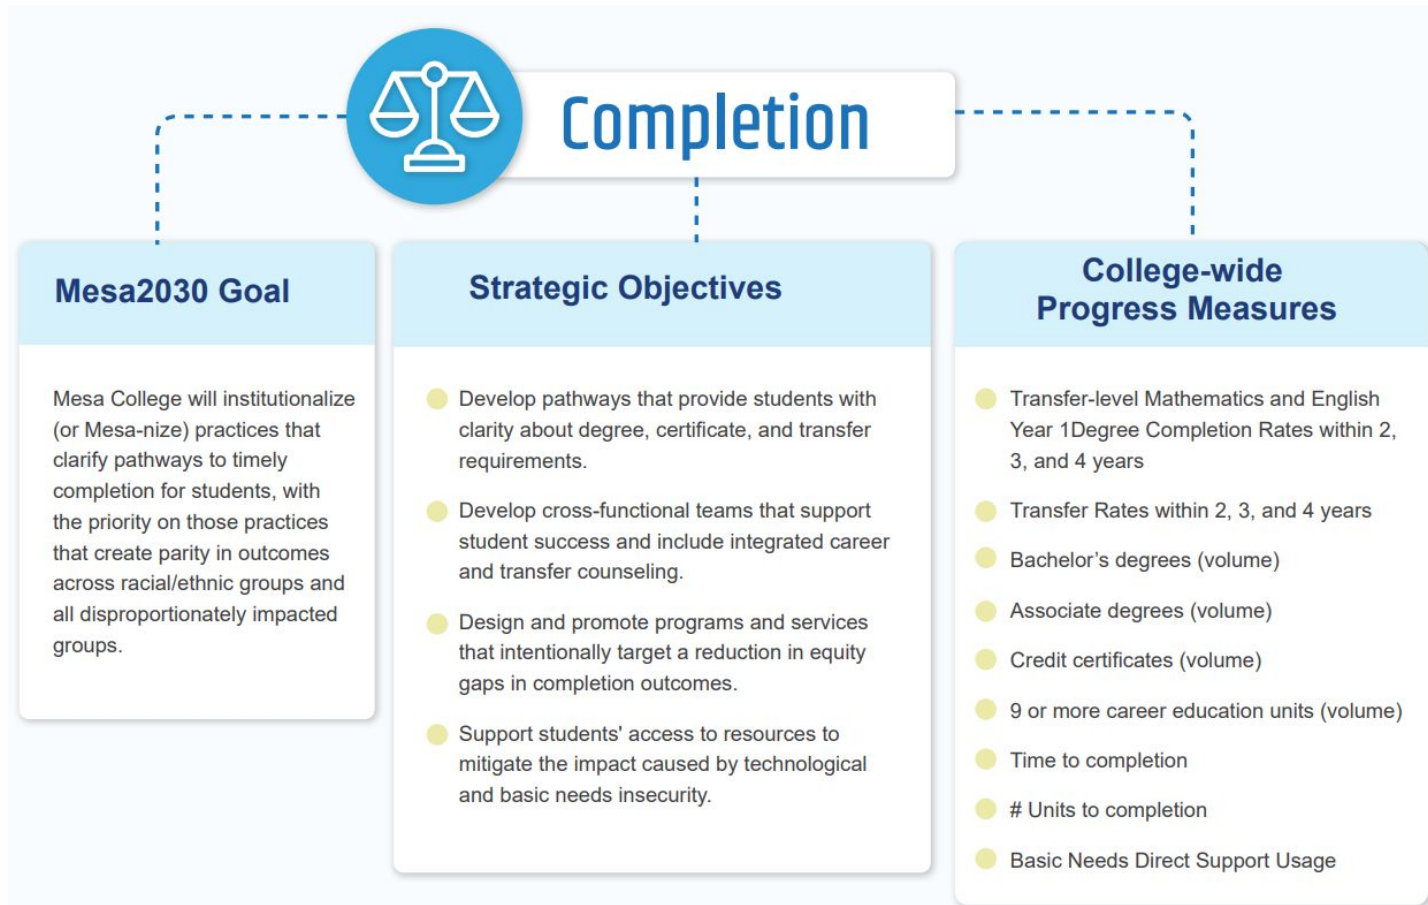 Completion
Mesa2030 Goal
Mesa College will institutionalize
(or Mesa-nize) practices that
clarify pathways to timely
completion for students, with
the priority on those practices
that create parity in outcomes
across racial/ethnic groups and
all disproportionately impacted
groups.
Strategic Objectives
Develop pathways that provide students with
clarity about degree, certificate, and transfer
requirements.
Develop cross-functional teams that support
student success and include integrated career
and transfer counseling.
Design and promote programs and services
that intentionally target a reduction in equity
gaps in completion outcomes.
Support students' access to resources to
mitigate the impact caused by technological
and basic needs insecurity.
College-wide
Progress Measures
Transfer-level Mathematics and English
Year 1Degree Completion Rates within 2,
3, and 4 years
Transfer Rates within 2, 3, and 4 years
Bachelor’s degrees (volume)
Associate degrees (volume)
Credit certificates (volume)
9 or more career education units (volume)
Time to completion
# Units to completion
Basic Needs Direct Support Usage